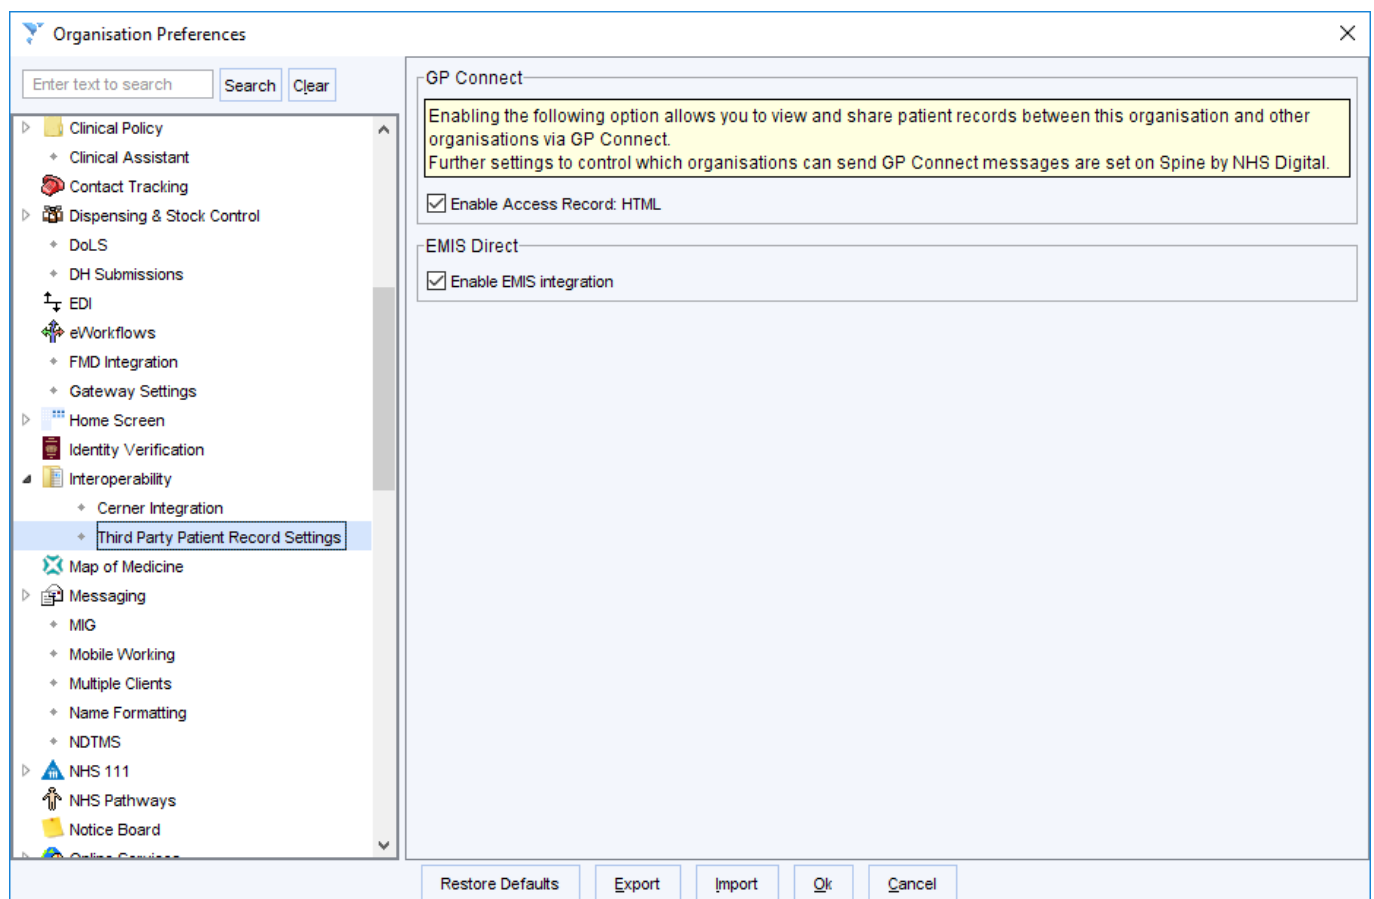 Organisation Preferences
Enter text to search
Search
Clear
Clinical Policy
Clinical Assistant
Contact Tracking
Dispensing & Stock Control
DoLS
DH Submissions
EDI
eWorkflows
FMD Integration
Gateway Settings
Home Screen
Identity Verification
Interoperability
Cerner Integration
Third Party Patient Record Settings
Map of Medicine
Messaging
MIG
Mobile Working
Multiple Clients
Name Formatting
NDTMS
NHS 111
NHS Pathways
Notice Board
Online Services
GP Connect
Enabling the following option allows you to view and share patient records between this organisation and other
organisations via GP Connect.
Further settings to control which organisations can send GP Connect messages are set on Spine by NHS Digital.
Enable Access Record: HTML
EMIS Direct
Enable EMIS integration
Restore Defaults
Export
Import
Ok
Cancel